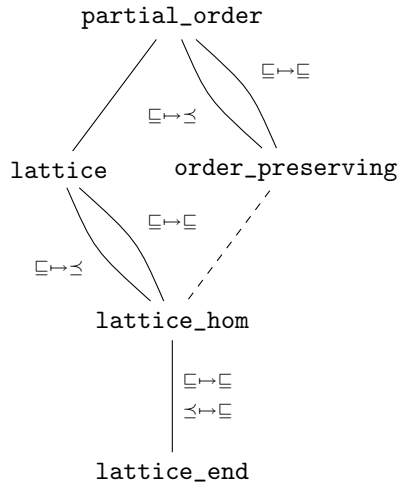 partial_order
⊑↦⊑
⊑↦⪯
lattice order_preserving
⊑↦⊑
⊑↦⪯
lattice_hom
⊑↦⊑
⪯↦⊑
lattice_end